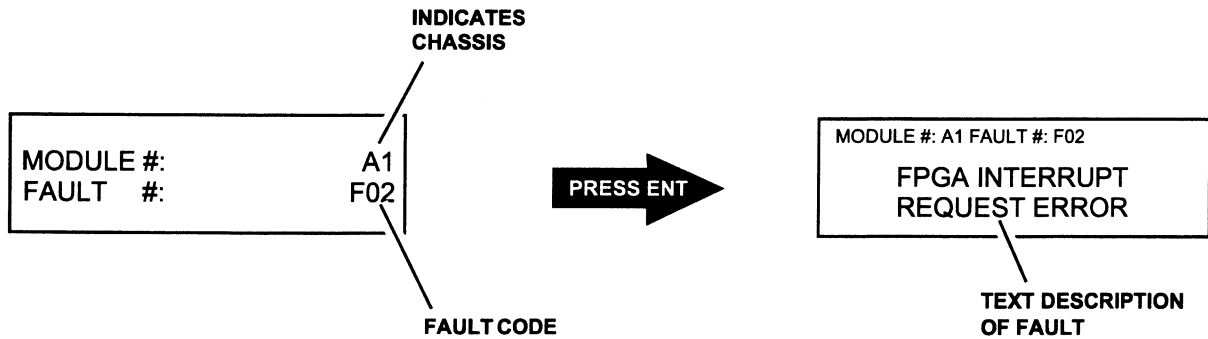 INDICATES
CHASSIS
MODULE #: A1
FAULT #: F02
FAULT CODE
PRESS ENT
MODULE #: A1 FAULT #: F02
FPGA INTERRUPT
REQUEST ERROR
TEXT DESCRIPTION
OF FAULT